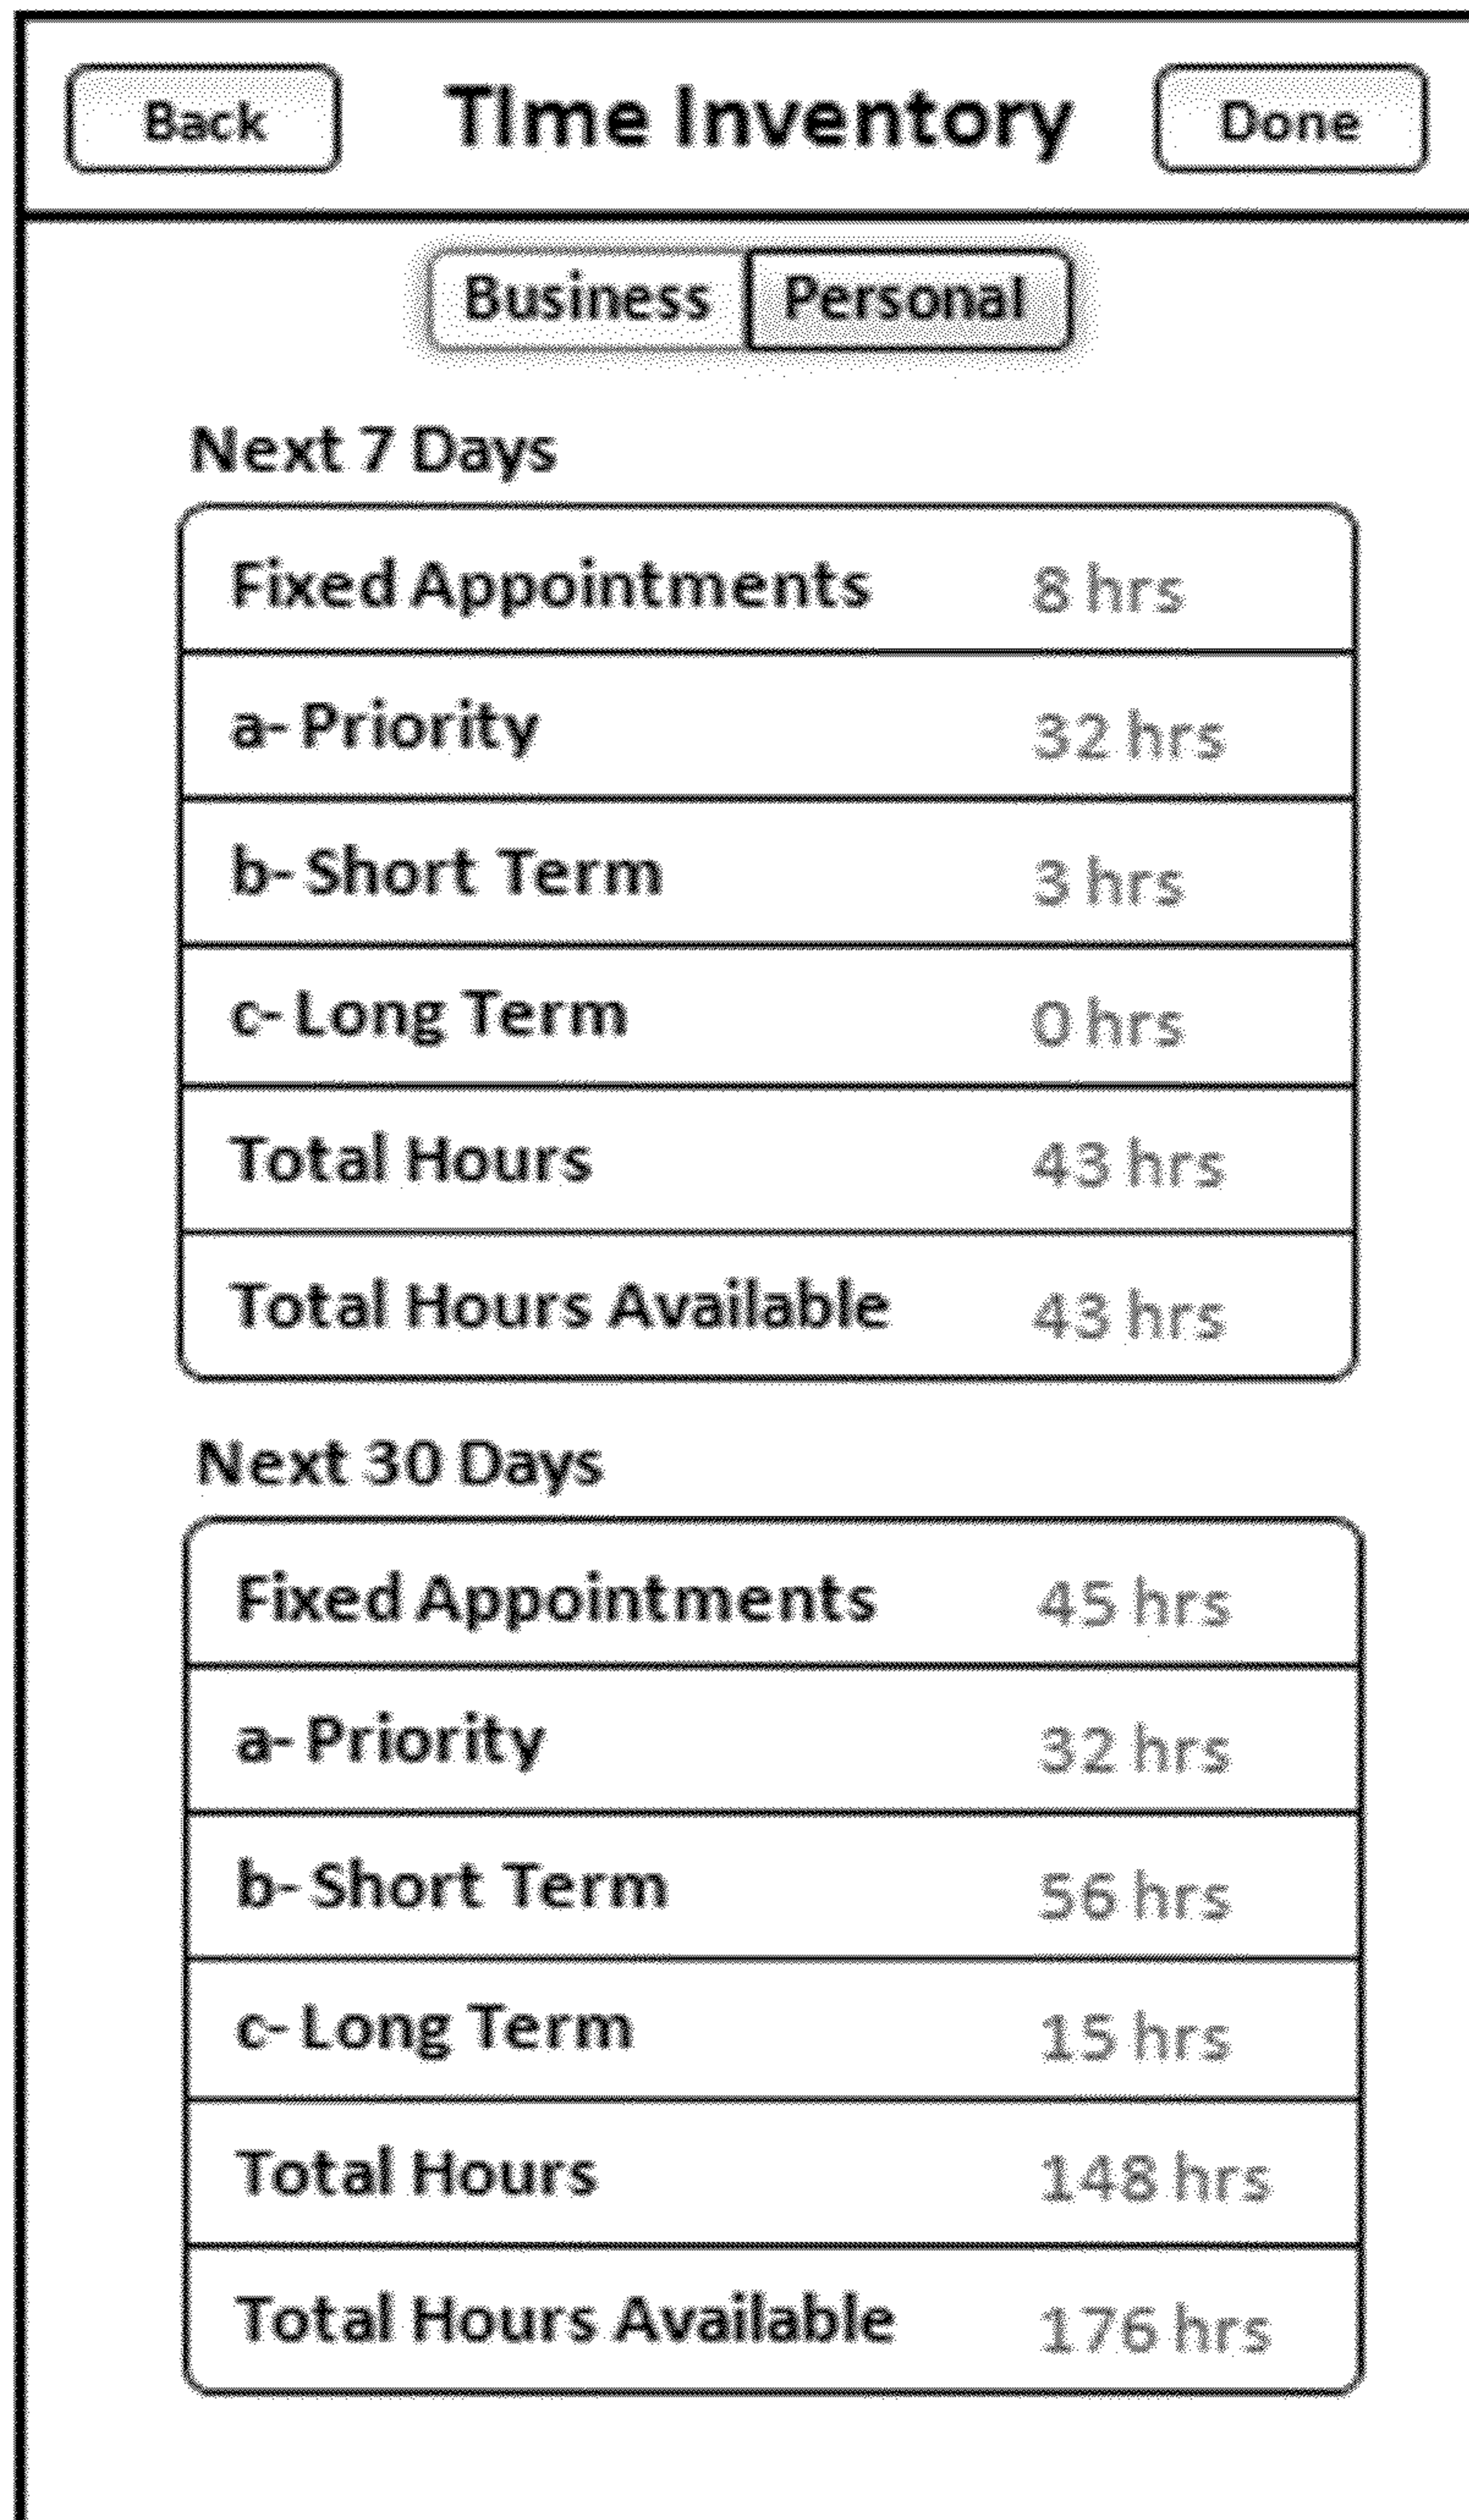 Back TIme Inventory Done
Business Personal
Next 7 Days
Fixed Appointments 8 hrs
a- Priority 32 hrs
b- Short Term 3 hrs
c- Long Term 0 hrs
Total Hours 43 hrs
Total Hours Available 43 hrs
Next 30 Days
Fixed Appointments 45 hrs
a- Priority 32 hrs
b- Short Term 56 hrs
c- Long Term 15 hrs
Total Hours 148 hrs
Total Hours Available 176 hrs